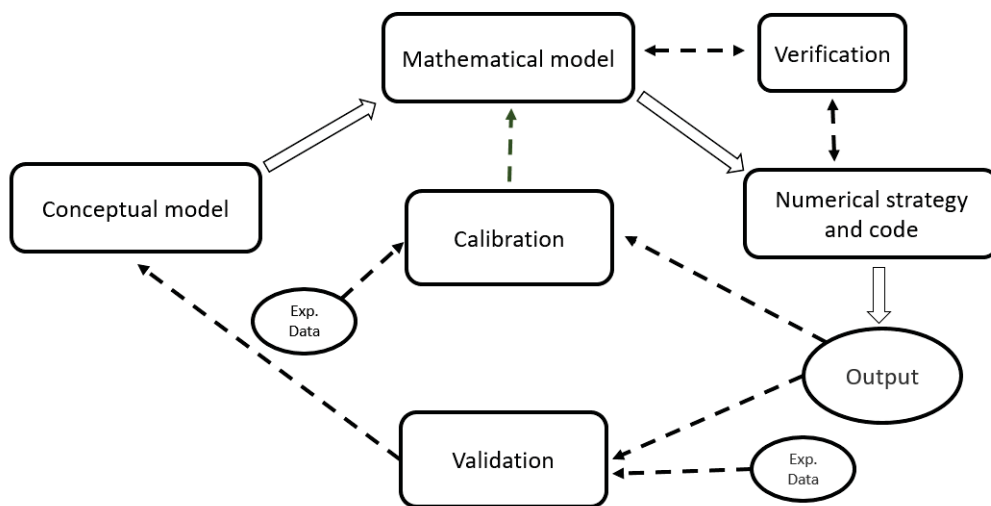 Mathematical model
Verification
Conceptual model
Calibration
Numerical strategy
and code
Exp.
Data
Output
Validation
Exp.
Data